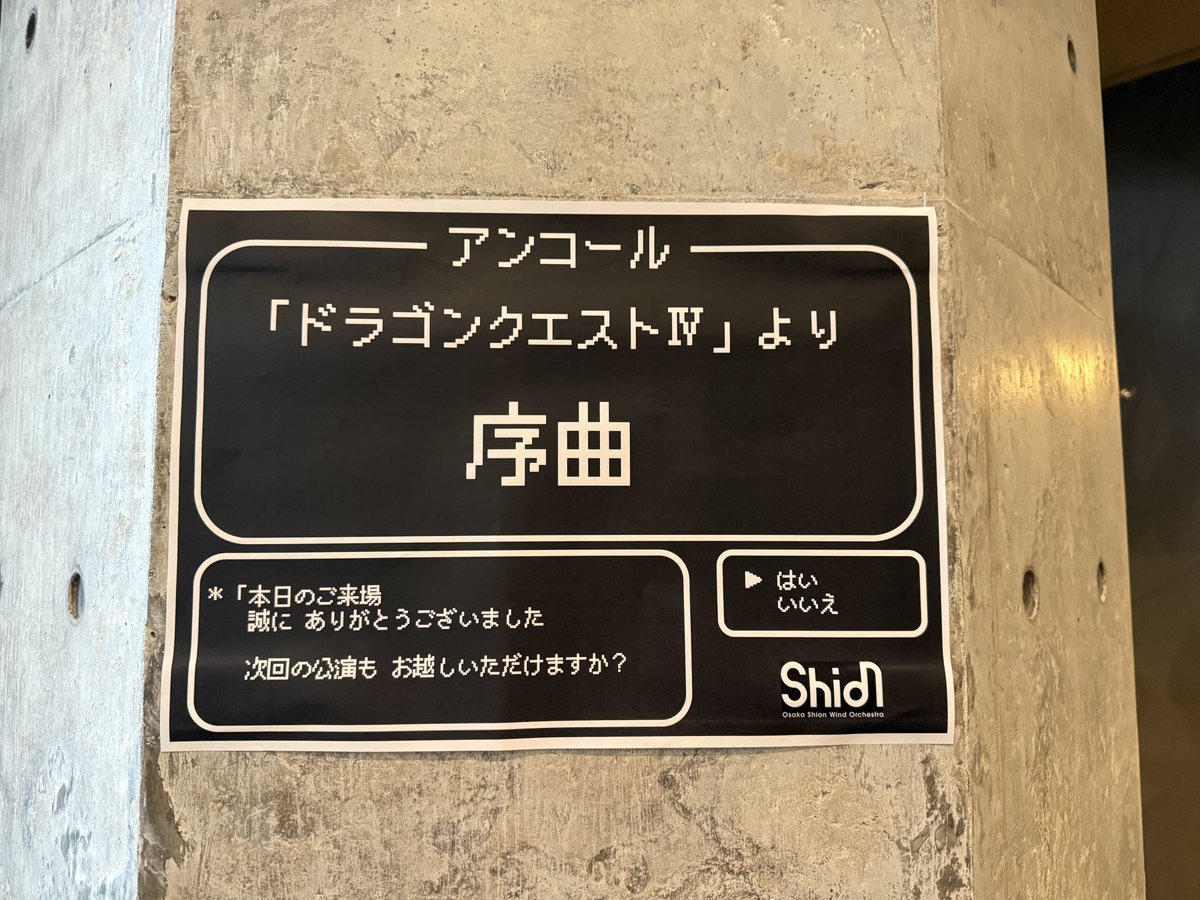 アンコール
「ドラゴンクエストⅣ」より
序曲
*「本日のご来場
誠に ありがとうございました
次回の公演も お越しいただけますか?
▶ はい
いいえ
Shion
Osaka Shion Wind Orchestra